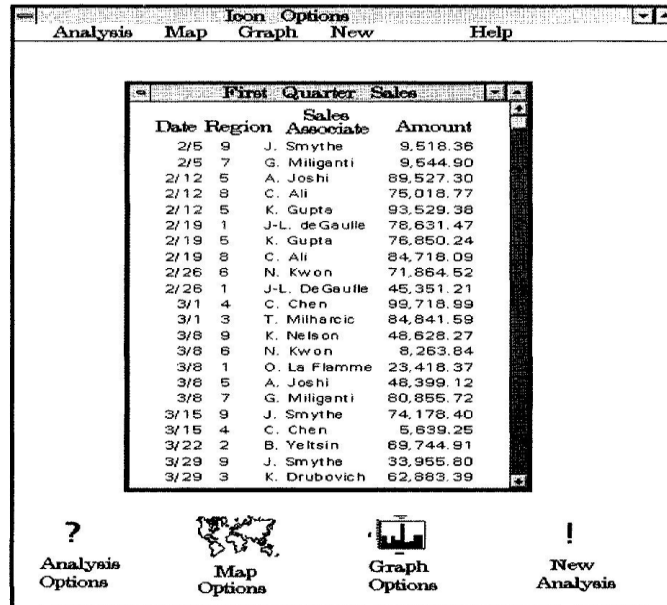 Icon Options
Analysis Map Graph New Help
First Quarter Sales
Date Region Sales Associate Amount
2/5 9 J. Smythe 9,518.36
2/5 7 G. Miliganti 9,544.90
2/12 5 A. Joshi 89,527.30
2/12 8 C. Ali 75,018.77
2/12 5 K. Gupta 93,529.38
2/19 1 J-L. deGaulle 78,631.47
2/19 5 K. Gupta 76,850.24
2/19 8 C. Ali 84,718.09
2/26 6 N. Kwon 71,864.52
2/26 1 J-L. DeGaulle 45,351.21
3/1 4 C. Chen 99,718.99
3/1 3 T. Milharcic 84,841.59
3/8 9 K. Nelson 48,628.27
3/8 6 N. Kwon 8,263.84
3/8 1 O. La Flamme 23,418.37
3/8 5 A. Joshi 48,399.12
3/8 7 G. Miliganti 80,855.72
3/15 9 J. Smythe 74,178.40
3/15 4 C. Chen 5,639.25
3/22 2 B. Yeltsin 69,744.91
3/29 9 J. Smythe 33,955.80
3/29 3 K. Drubovich 62,883.39
? !
Analysis Options
Map Options
Graph Options
New Analysis